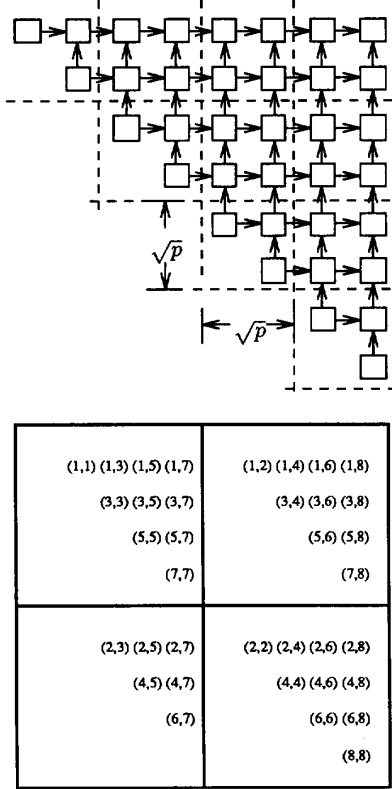 √p
√p
(1,1) (1,3) (1,5) (1,7)
(3,3) (3,5) (3,7)
(5,5) (5,7)
(7,7)
(1,2) (1,4) (1,6) (1,8)
(3,4) (3,6) (3,8)
(5,6) (5,8)
(7,8)
(2,3) (2,5) (2,7)
(4,5) (4,7)
(6,7)
(2,2) (2,4) (2,6) (2,8)
(4,4) (4,6) (4,8)
(6,6) (6,8)
(8,8)